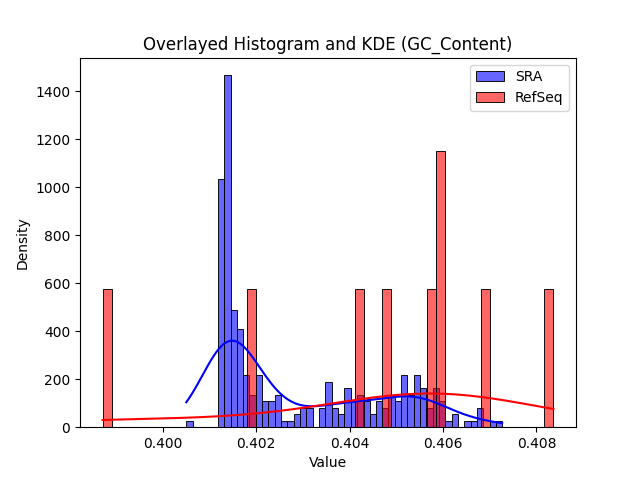 Overlayed Histogram and KDE (GC_Content)
SRA
RefSeq
1400
1200
1000
800
600
400
200
0
Density
0.400 0.402 0.404 0.406 0.408
Value